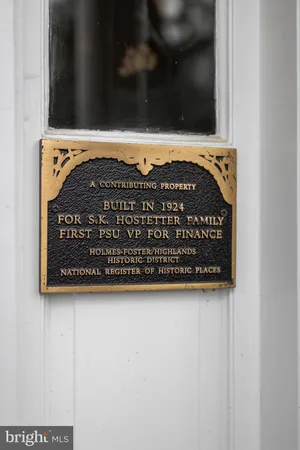 A CONTRIBUTING PROPERTY
BUILT IN 1924
FOR S.K. HOSTETTER FAMILY
FIRST PSU VP FOR FINANCE
HOLMES-FOSTER/HIGHLANDS
HISTORIC DISTRICT
NATIONAL REGISTER OF HISTORIC PLACES
bright MLS